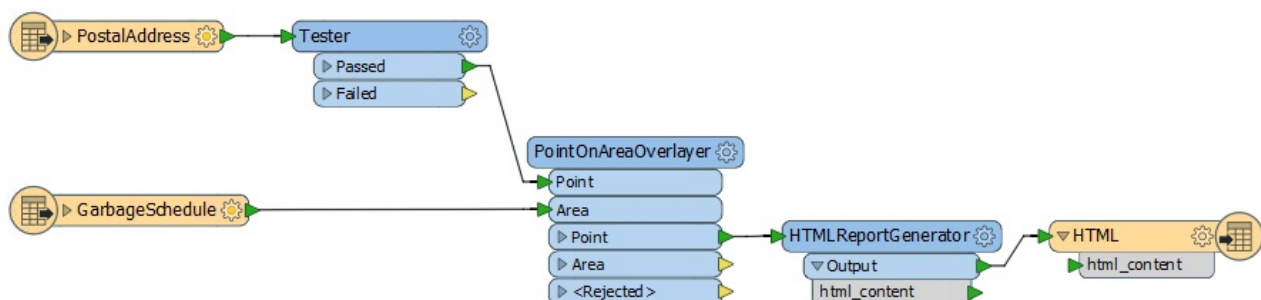 PostalAddress
Tester
Passed
Failed
PointOnAreaOverlayer
Point
GarbageSchedule
Area
Point
HTMLReportGenerator
HTML
Area
Output
html_content
<Rejected>
html_content